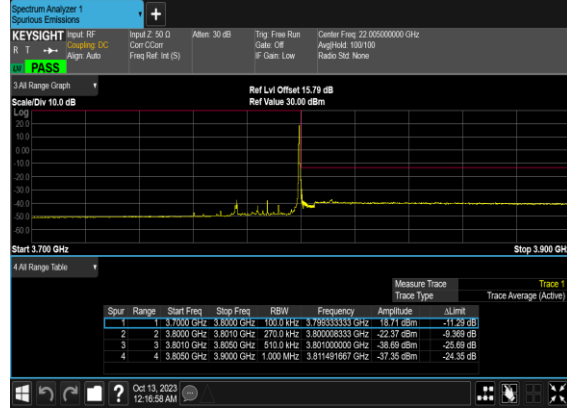 Spectrum Analyzer 1
Spurious Emissions
KEYSIGHT Input: RF Input Z: 50 Ω Atten: 30 dB Trig: Free Run Center Freq: 22.005000000 GHz
R T Coupling: DC Corr CCorr Gate: Off Avg|Hold: 100/100
Align: Auto Freq Ref: Int (S) IF Gain: Low Radio Std: None
PASS
3 All Range Graph
Ref Lvl Offset 15.79 dB
Scale/Div 10.0 dB Ref Value 30.00 dBm
Log
20.0
10.0
0.00
-10.0
-20.0
-30.0
-40.0
-50.0
-60.0
Start 3.700 GHz Stop 3.900 GHz
4 All Range Table
Measure Trace Trace 1
Trace Type Trace Average (Active)
Spur Range Start Freq Stop Freq RBW Frequency Amplitude ΔLimit
1 1 3.7000 GHz 3.8000 GHz 100.0 kHz 3.799333333 GHz 18.71 dBm -11.29 dB
2 2 3.8000 GHz 3.8010 GHz 270.0 kHz 3.800008333 GHz -22.37 dBm -9.369 dB
3 3 3.8010 GHz 3.8050 GHz 510.0 kHz 3.801000000 GHz -38.69 dBm -25.69 dB
4 4 3.8050 GHz 3.9000 GHz 1.000 MHz 3.811491667 GHz -37.35 dBm -24.35 dB
? Oct 13, 2023
12:16:58 AM